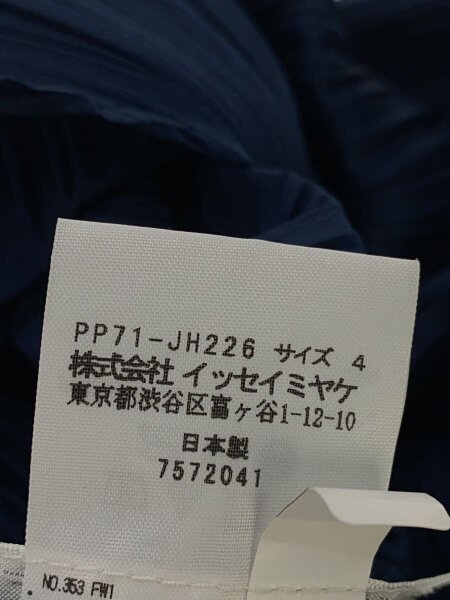 PP71-JH226 サイズ 4
株式会社 イッセイミヤケ
東京都渋谷区富ヶ谷1-12-10
日本製
7572041
NO.353 FW1